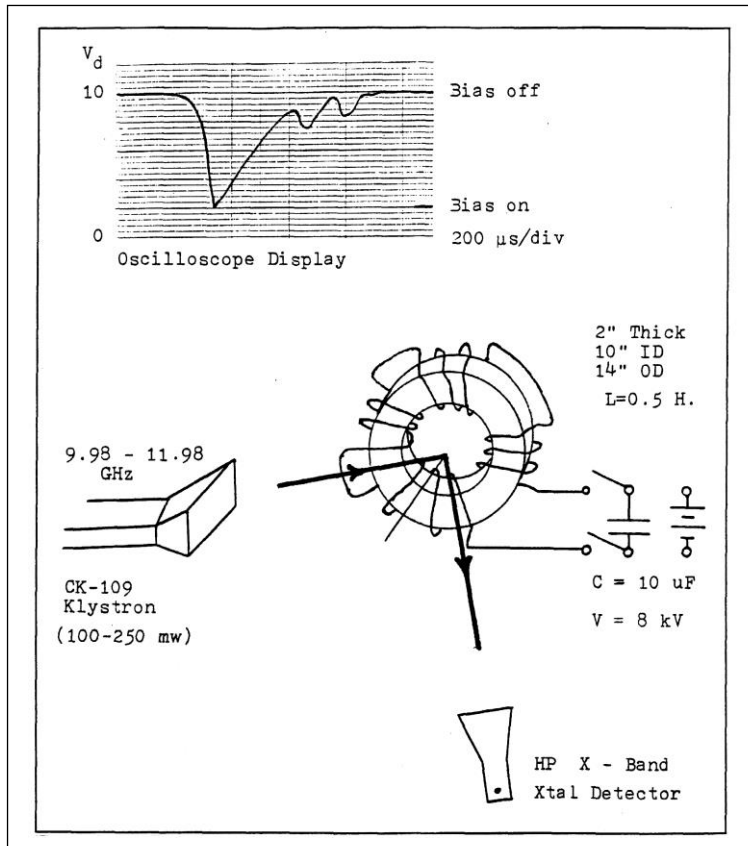 V
d
10
Bias off
Bias on
0
200 µs/div
Oscilloscope Display
2" Thick
10" ID
14" OD
L=0.5 H.
9.98 - 11.98
GHz
CK-109
Klystron
(100-250 mw)
C = 10 uF
V = 8 kV
HP X - Band
Xtal Detector